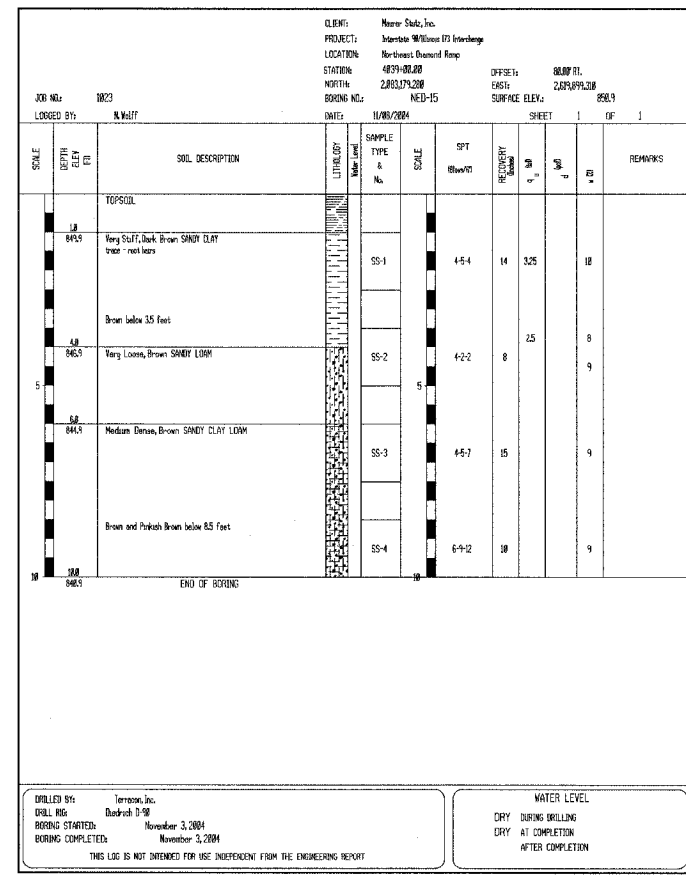 CLIENT: Maurer Stutz, Inc.
PROJECT: Interstate 90/Illinois 173 Interchange
LOCATION: Northeast Diamond Ramp
STATION: 4039+00.00 OFFSET: 80.00' RT.
NORTH: 2,083,179.280 EAST: 2,619,899.310
JOB NO.: 1023 BORING NO.: NED-15 SURFACE ELEV.: 850.9
LOGGED BY: N. Wolff DATE: 11/08/2004 SHEET 1 OF 1
SCALE
DEPTH ELEV (Ft)
SOIL DESCRIPTION
LITHOLOGY
Water Level
SAMPLE TYPE & No.
SCALE
SPT (Blows/6")
RECOVERY (Inches)
q u (tsf)
d (pcf)
w (%)
REMARKS
TOPSOIL
1.0
849.9 Very Stiff, Dark Brown SANDY CLAY
trace - root hairs
SS-1 4-5-4 14 3.25 10
Brown below 3.5 feet
2.5 8
4.0
846.9 Very Loose, Brown SANDY LOAM
SS-2 4-2-2 8
9
5 5
6.0
844.9 Medium Dense, Brown SANDY CLAY LOAM
SS-3 4-5-7 15 9
Brown and Pinkish Brown below 8.5 feet
SS-4 6-9-12 18 9
10 10.0 10
840.9 END OF BORING
DRILLED BY: Terracon, Inc.
DRILL RIG: Diedrich D-90
BORING STARTED: November 3, 2004
BORING COMPLETED: November 3, 2004
THIS LOG IS NOT INTENDED FOR USE INDEPENDENT FROM THE ENGINEERING REPORT
WATER LEVEL
DRY DURING DRILLING
DRY AT COMPLETION
AFTER COMPLETION